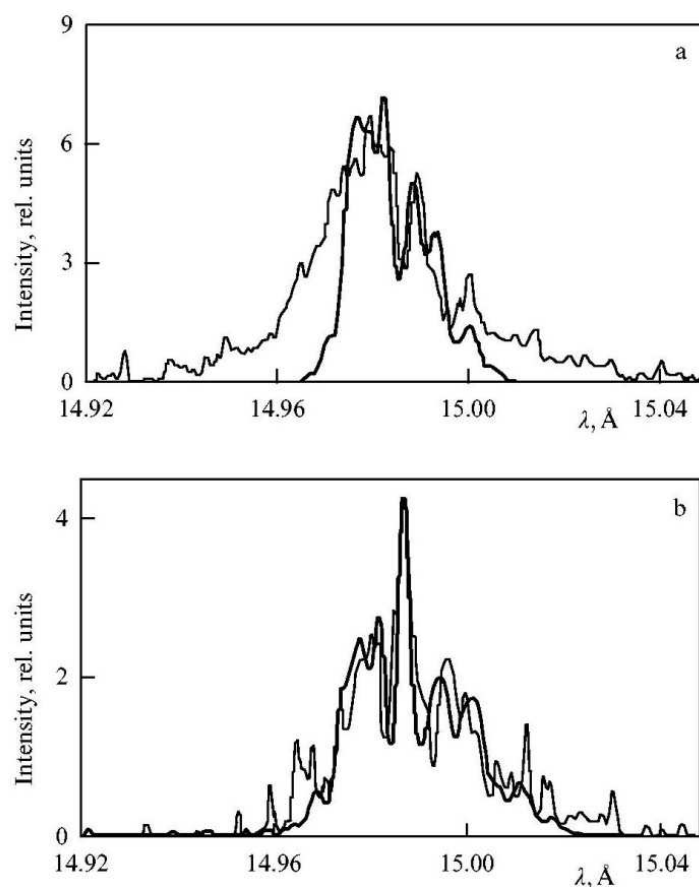 9
a
6
Intensity, rel. units
3
0
14.92
14.96
15.00
λ, Å
15.04
b
4
Intensity, rel. units
2
0
14.92
14.96
15.00
λ, Å
15.04